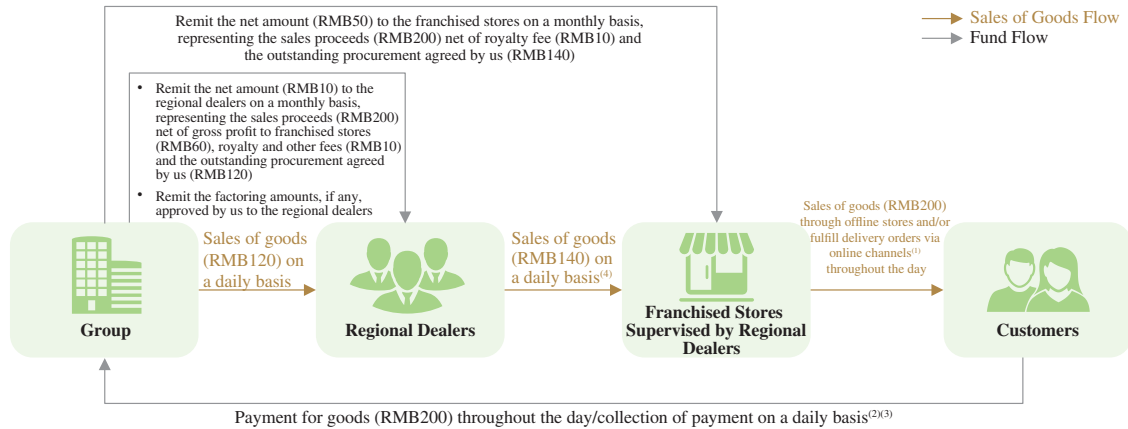 Remit the net amount (RMB50) to the franchised stores on a monthly basis,
representing the sales proceeds (RMB200) net of royalty fee (RMB10) and
the outstanding procurement agreed by us (RMB140)
Sales of Goods Flow
Fund Flow
• Remit the net amount (RMB10) to the
regional dealers on a monthly basis,
representing the sales proceeds (RMB200)
net of gross profit to franchised stores
(RMB60), royalty and other fees (RMB10)
and the outstanding procurement agreed
by us (RMB120)
• Remit the factoring amounts, if any,
approved by us to the regional dealers
Group
Sales of goods
(RMB120) on
a daily basis
Regional Dealers
Sales of goods
(RMB140) on
a daily basis(4)
Franchised Stores
Supervised by Regional
Dealers
Sales of goods (RMB200)
through offline stores and/or
fulfill delivery orders via
online channels(1)
throughout the day
Customers
Payment for goods (RMB200) throughout the day/collection of payment on a daily basis(2)(3)